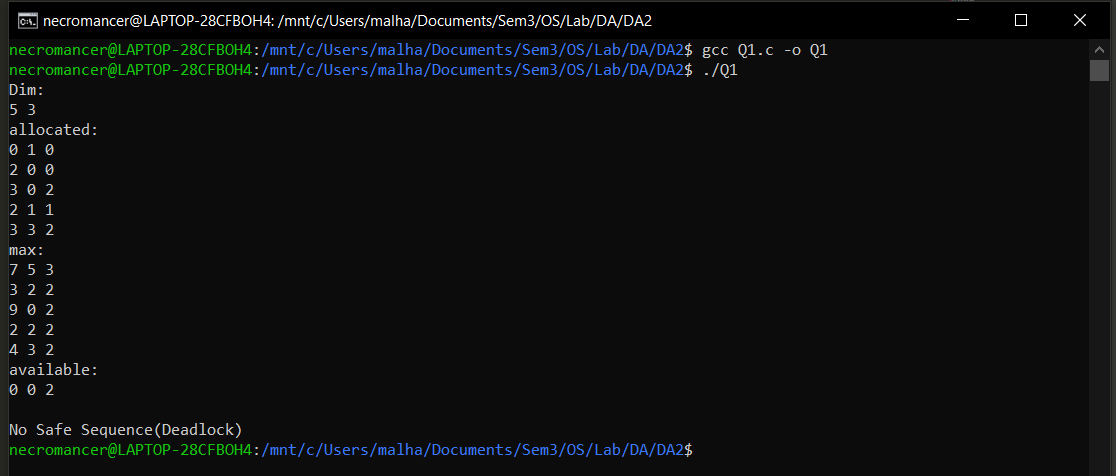 necromancer@LAPTOP-28CFBOH4: /mnt/c/Users/malha/Documents/Sem3/OS/Lab/DA/DA2
necromancer@LAPTOP-28CFBOH4:/mnt/c/Users/malha/Documents/Sem3/OS/Lab/DA/DA2$ gcc Q1.c -o Q1
necromancer@LAPTOP-28CFBOH4:/mnt/c/Users/malha/Documents/Sem3/OS/Lab/DA/DA2$ ./Q1
Dim:
5 3
allocated:
0 1 0
2 0 0
3 0 2
2 1 1
3 3 2
max:
7 5 3
3 2 2
9 0 2
2 2 2
4 3 2
available:
0 0 2
No Safe Sequence(Deadlock)
necromancer@LAPTOP-28CFBOH4:/mnt/c/Users/malha/Documents/Sem3/OS/Lab/DA/DA2$